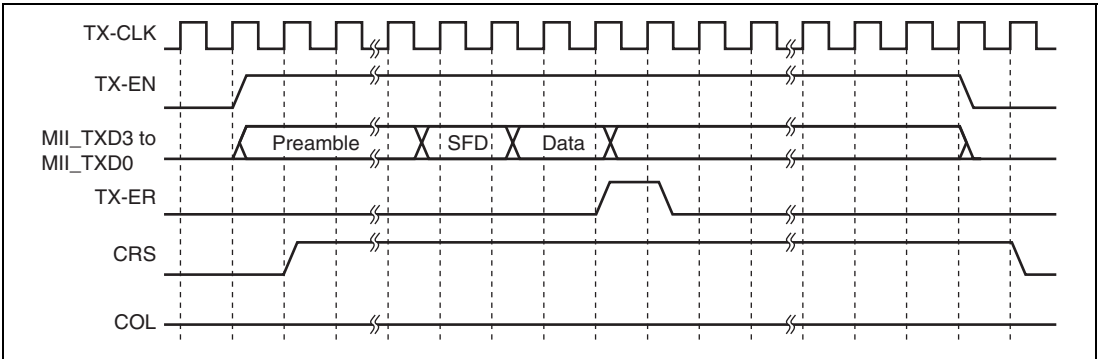 TX-CLK
TX-EN
MII_TXD3 to
MII_TXD0
Preamble
SFD
Data
TX-ER
CRS
COL